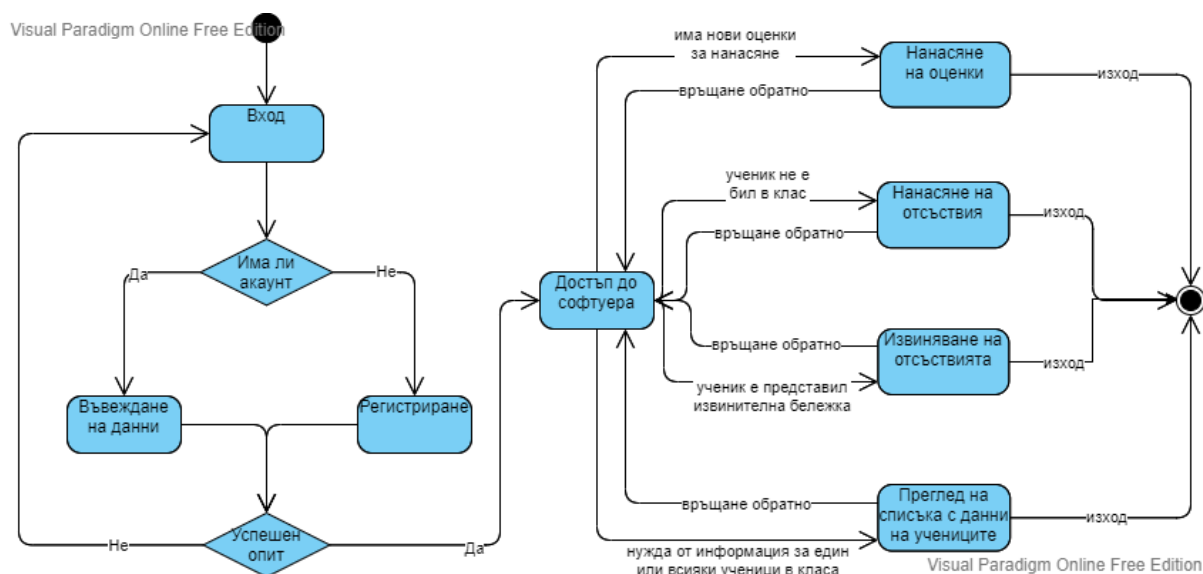 Visual Paradigm Online Free Edition
Вход
Има ли
акаунт
Да
Не
Въвеждане
на данни
Регистриране
Успешен
опит
Не
Да
Достъп до
софтуера
има нови оценки
за нанасяне
Нанасяне
на оценки
изход
връщане обратно
ученик не е
бил в клас
Нанасяне на
отсъствия
изход
връщане обратно
Извиняване на
отсъствията
изход
връщане обратно
ученик е представил
извинителна бележка
Преглед на
списъка с данни
на учениците
изход
връщане обратно
нужда от информация за един
или всияки ученици в класа
Visual Paradigm Online Free Edition